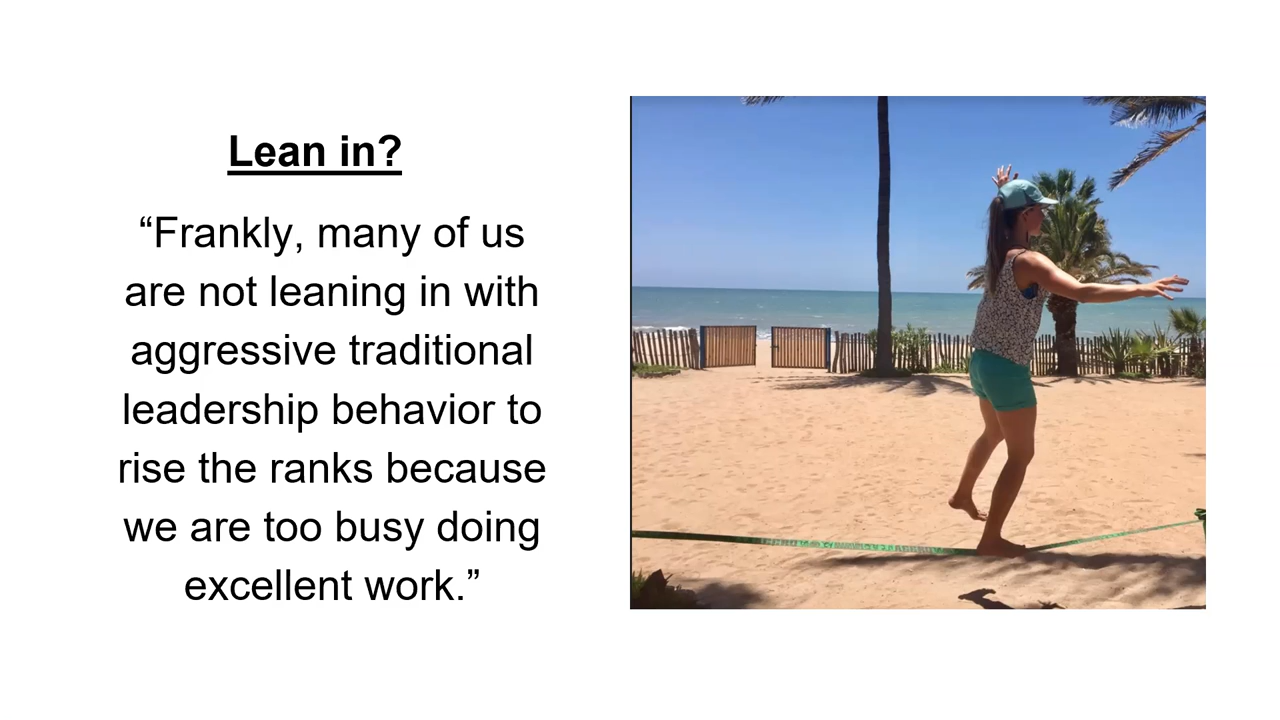 Lean in?
“Frankly, many of us
are not leaning in with
aggressive traditional
leadership behavior to
rise the ranks because
we are too busy doing
excellent work.”